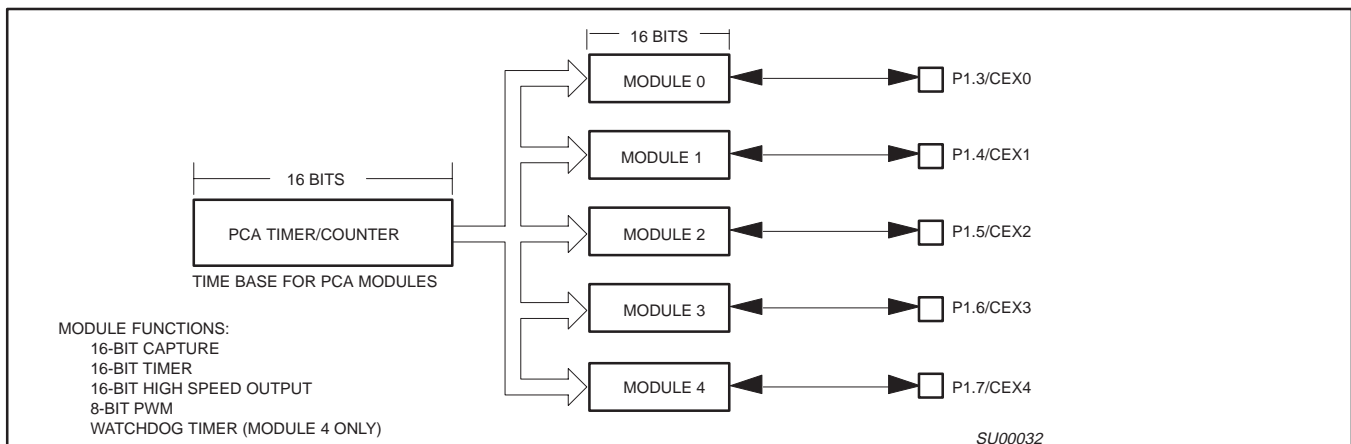 16 BITS
MODULE 0
P1.3/CEX0
MODULE 1
P1.4/CEX1
16 BITS
PCA TIMER/COUNTER
MODULE 2
P1.5/CEX2
TIME BASE FOR PCA MODULES
MODULE 3
P1.6/CEX3
MODULE FUNCTIONS:
16-BIT CAPTURE
16-BIT TIMER
16-BIT HIGH SPEED OUTPUT
8-BIT PWM
WATCHDOG TIMER (MODULE 4 ONLY)
MODULE 4
P1.7/CEX4
SU00032